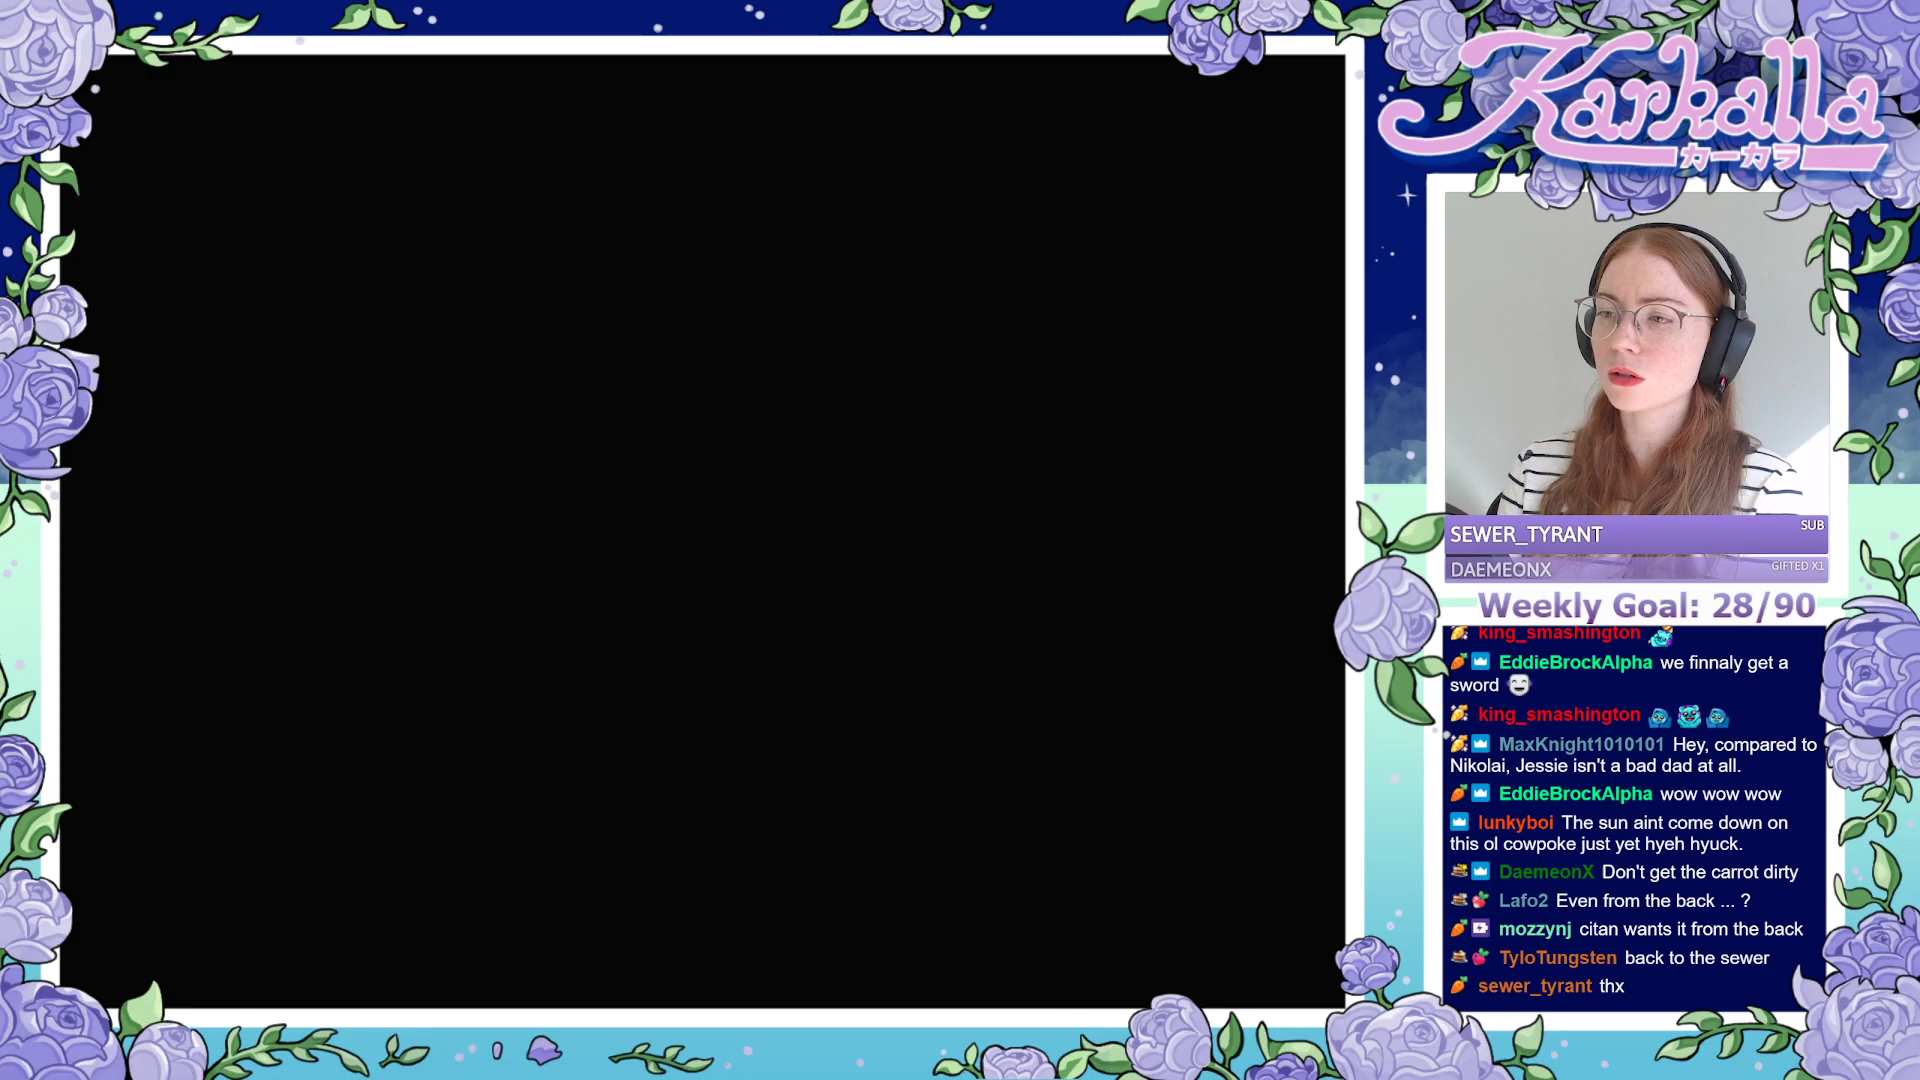 Karkalla
カーカラ
SEWER_TYRANT SUB
DAEMEONX GIFTED X1
Weekly Goal: 28/90
king_smashington
EddieBrockAlpha we finnaly get a
sword
king_smashington
MaxKnight1010101 Hey, compared to
Nikolai, Jessie isn't a bad dad at all.
EddieBrockAlpha wow wow wow
lunkyboi The sun aint come down on
this ol cowpoke just yet hyeh hyuck.
DaemeonX Don't get the carrot dirty
Lafo2 Even from the back ... ?
mozzynj citan wants it from the back
TyloTungsten back to the sewer
sewer_tyrant thx